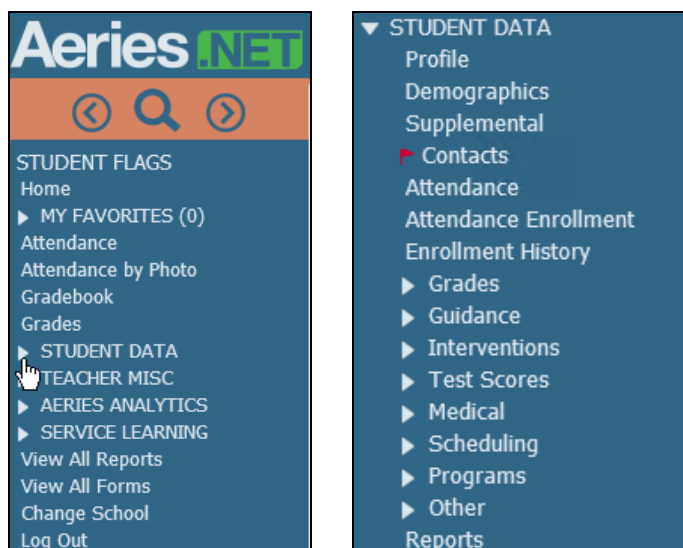 Aeries .NET
STUDENT FLAGS
Home
MY FAVORITES (0)
Attendance
Attendance by Photo
Gradebook
Grades
STUDENT DATA
TEACHER MISC
AERIES ANALYTICS
SERVICE LEARNING
View All Reports
View All Forms
Change School
Log Out
STUDENT DATA
Profile
Demographics
Supplemental
Contacts
Attendance
Attendance Enrollment
Enrollment History
Grades
Guidance
Interventions
Test Scores
Medical
Scheduling
Programs
Other
Reports